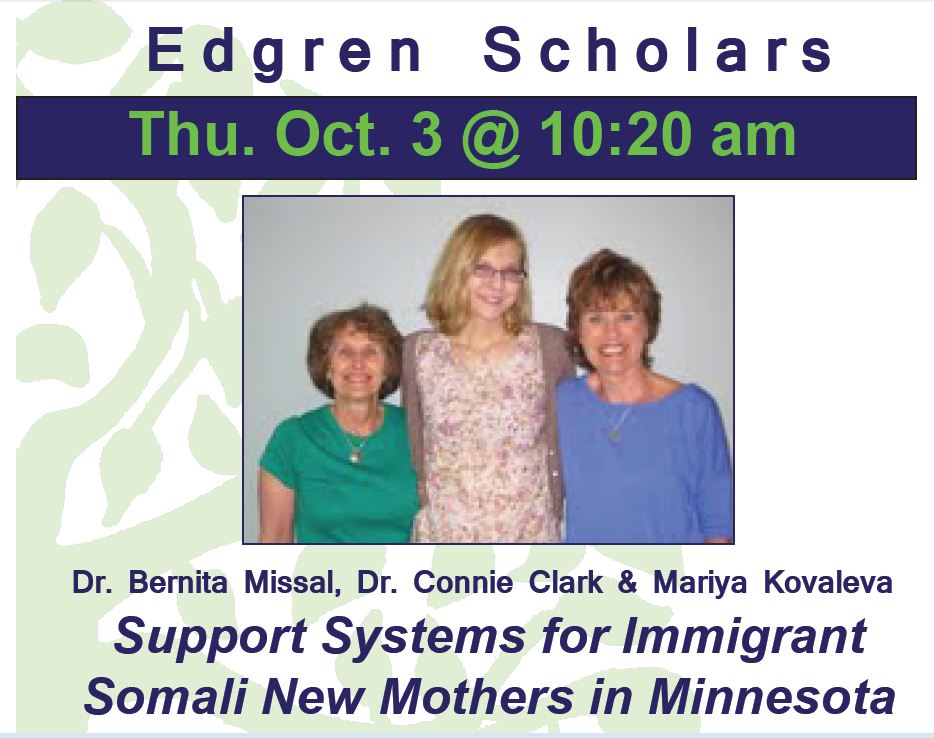 Edgren Scholars
Thu. Oct. 3 @ 10:20 am
Dr. Bernita Missal, Dr. Connie Clark & Mariya Kovaleva
Support Systems for Immigrant
Somali New Mothers in Minnesota